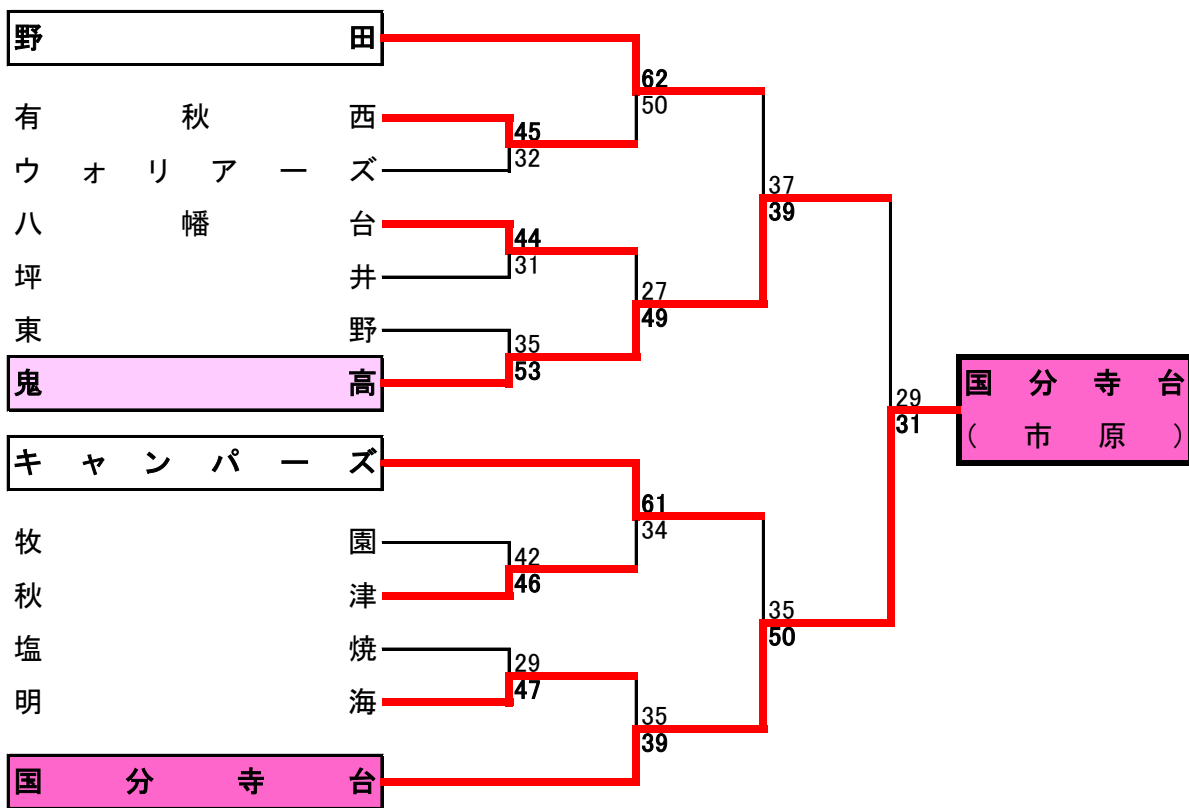 野田
62
50
有秋西
45
32
ウォリアーズ
37
39
八幡台
44
31
坪井
27
49
東野
35
53
鬼高
国分寺台
(市原)
29
31
キャンパーズ
61
34
牧園
42
46
秋津
35
50
塩焼
29
47
明海
35
39
国分寺台